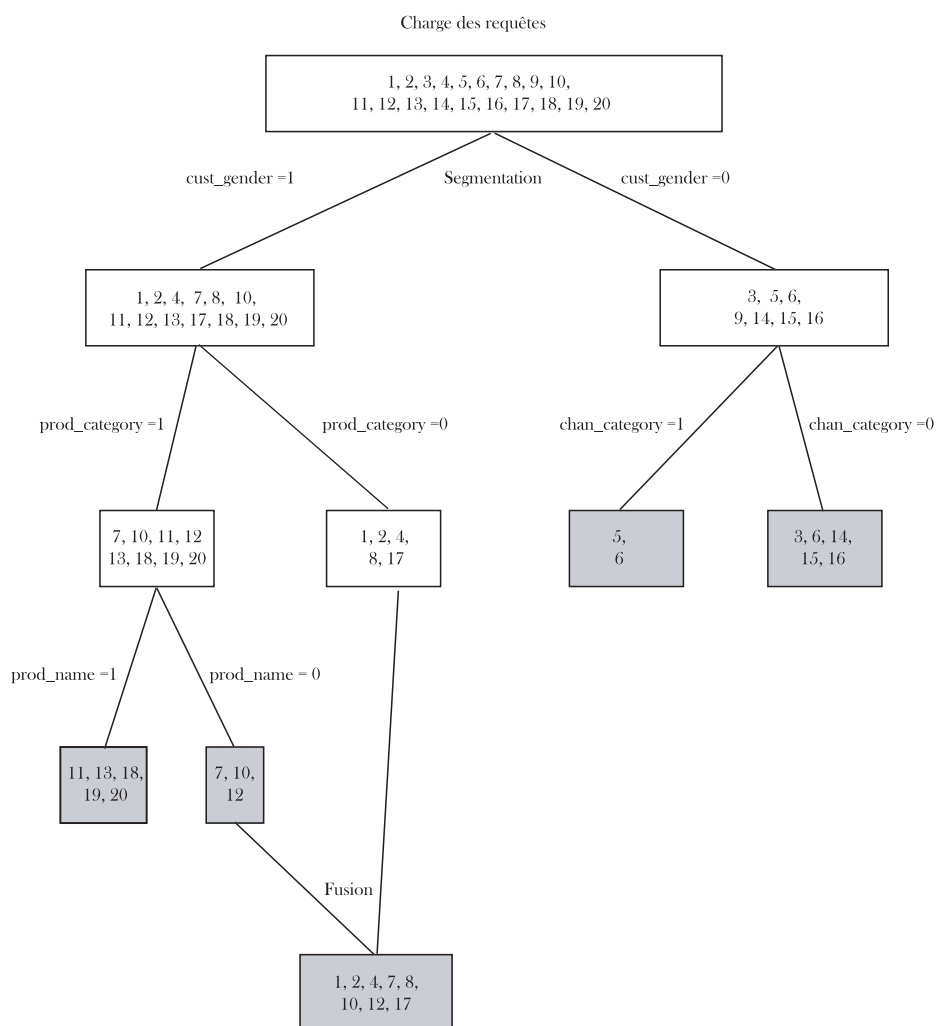 Charge des requêtes
1, 2, 3, 4, 5, 6, 7, 8, 9, 10,
11, 12, 13, 14, 15, 16, 17, 18, 19, 20
cust_gender =1
Segmentation
cust_gender =0
1, 2, 4, 7, 8, 10,
11, 12, 13, 17, 18, 19, 20
3, 5, 6,
9, 14, 15, 16
prod_category =1
prod_category =0
chan_category =1
chan_category =0
7, 10, 11, 12
13, 18, 19, 20
1, 2, 4,
8, 17
5,
6
3, 6, 14,
15, 16
prod_name =1
prod_name = 0
11, 13, 18,
19, 20
7, 10,
12
Fusion
1, 2, 4, 7, 8,
10, 12, 17